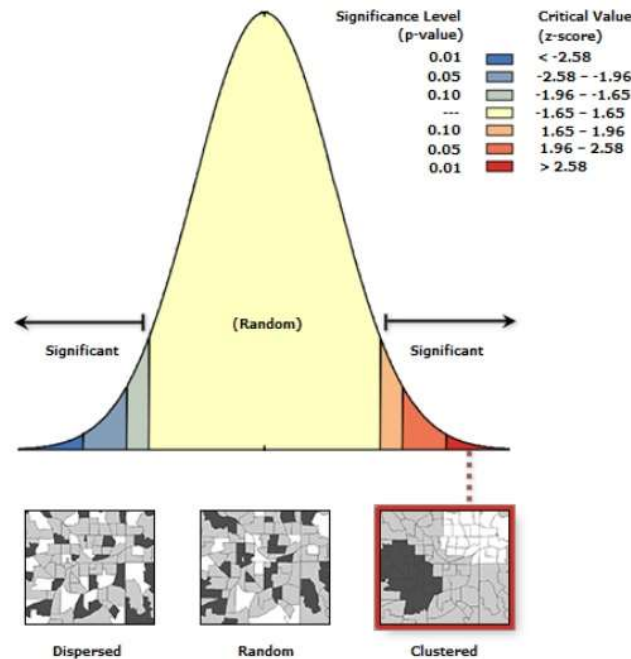 Significance Level Critical Value
(p-value) (z-score)
0.01 < -2.58
0.05 -2.58 – -1.96
0.10 -1.96 – -1.65
--- -1.65 – 1.65
0.10 1.65 – 1.96
0.05 1.96 – 2.58
0.01 > 2.58
(Random)
Significant Significant
Dispersed Random Clustered